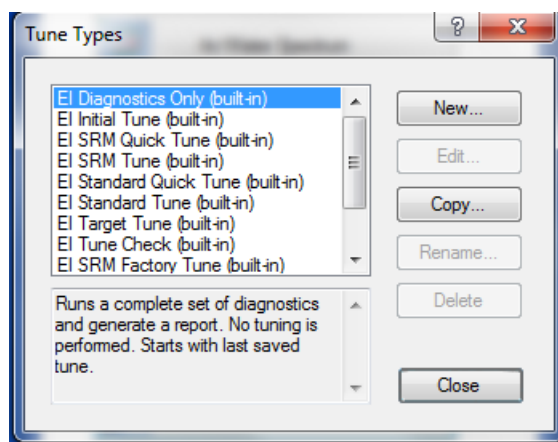 Tune Types
EI Diagnostics Only (built-in)
EI Initial Tune (built-in)
EI SRM Quick Tune (built-in)
EI SRM Tune (built-in)
EI Standard Quick Tune (built-in)
EI Standard Tune (built-in)
EI Target Tune (built-in)
EI Tune Check (built-in)
EI SRM Factory Tune (built-in)
New...
Edit...
Copy...
Rename...
Delete
Runs a complete set of diagnostics
and generate a report. No tuning is
performed. Starts with last saved
tune.
Close